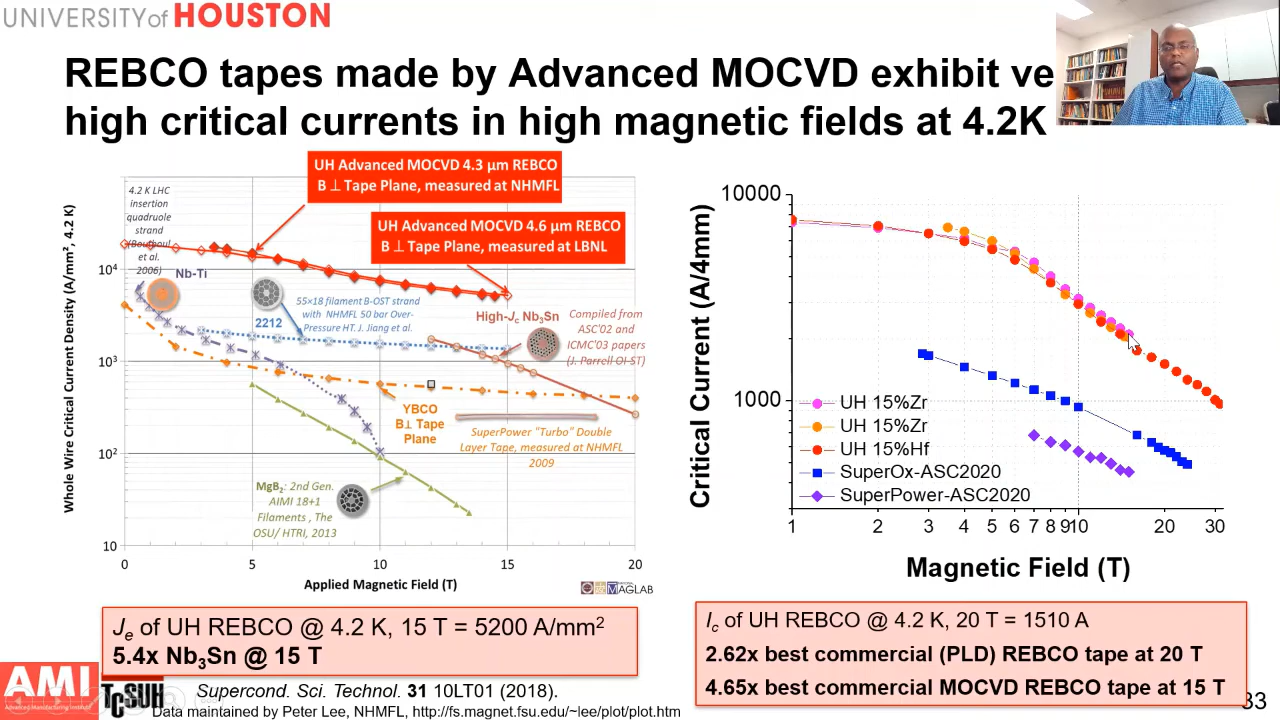 UNIVERSITY of HOUSTON
REBCO tapes made by Advanced MOCVD exhibit ve
high critical currents in high magnetic fields at 4.2K
UH Advanced MOCVD 4.3 µm REBCO
B ⊥ Tape Plane, measured at NHMFL
UH Advanced MOCVD 4.6 µm REBCO
B ⊥ Tape Plane, measured at LBNL
4.2 K LHC
insertion
quadruole
strand
(Boutboul
et al.
2006)
Nb-Ti
2212
55×18 filament B-OST strand
with NHMFL 50 bar Over-
Pressure HT. J. Jiang et al.
High-Jc Nb3Sn
Compiled from
ASC'02 and
ICMC'03 papers
(J. Parrell OI-ST)
YBCO
B⊥ Tape
Plane
SuperPower "Turbo" Double
Layer Tape, measured at NHMFL
2009
MgB2: 2nd Gen.
AIMI 18+1
Filaments , The
OSU/ HTRI, 2013
Whole Wire Critical Current Density (A/mm², 4.2 K)
10⁴
10³
10²
10
0
5
10
15
20
Applied Magnetic Field (T)
MAGLAB
Critical Current (A/4mm)
10000
1000
UH 15%Zr
UH 15%Zr
UH 15%Hf
SuperOx-ASC2020
SuperPower-ASC2020
1
2
3
4
5
6
7
8
9
10
20
30
Magnetic Field (T)
Je of UH REBCO @ 4.2 K, 15 T = 5200 A/mm²
5.4x Nb3Sn @ 15 T
Ic of UH REBCO @ 4.2 K, 20 T = 1510 A
2.62x best commercial (PLD) REBCO tape at 20 T
4.65x best commercial MOCVD REBCO tape at 15 T
AMI
Advanced Manufacturing Institute
TcSUH
Supercond. Sci. Technol. 31 10LT01 (2018).
Data maintained by Peter Lee, NHMFL, http://fs.magnet.fsu.edu/~lee/plot/plot.htm
33